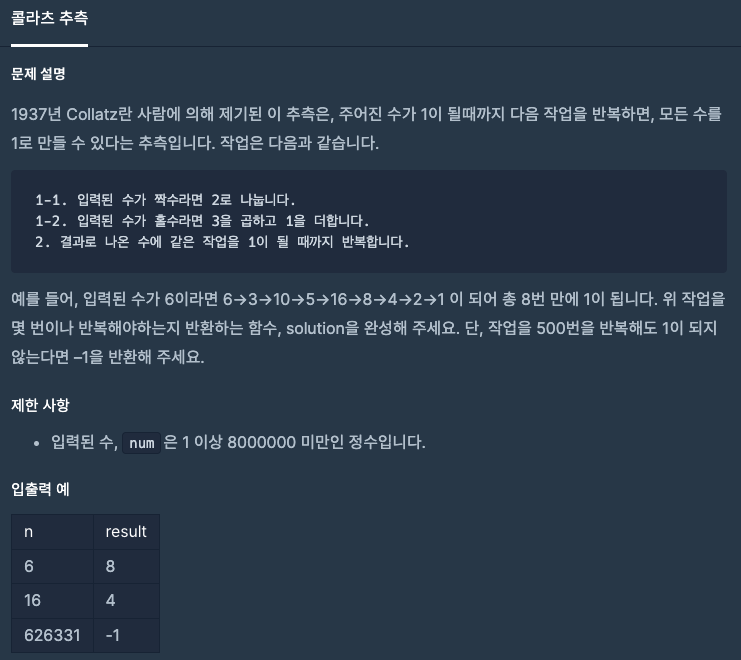 콜라츠 추측
문제 설명
1937년 Collatz란 사람에 의해 제기된 이 추측은, 주어진 수가 1이 될때까지 다음 작업을 반복하면, 모든 수를
1로 만들 수 있다는 추측입니다. 작업은 다음과 같습니다.
1-1. 입력된 수가 짝수라면 2로 나눕니다.
1-2. 입력된 수가 홀수라면 3을 곱하고 1을 더합니다.
2. 결과로 나온 수에 같은 작업을 1이 될 때까지 반복합니다.
예를 들어, 입력된 수가 6이라면 6→3→10→5→16→8→4→2→1 이 되어 총 8번 만에 1이 됩니다. 위 작업을
몇 번이나 반복해야하는지 반환하는 함수, solution을 완성해 주세요. 단, 작업을 500번을 반복해도 1이 되지
않는다면 –1을 반환해 주세요.
제한 사항
• 입력된 수, num 은 1 이상 8000000 미만인 정수입니다.
입출력 예
n result
6 8
16 4
626331 -1